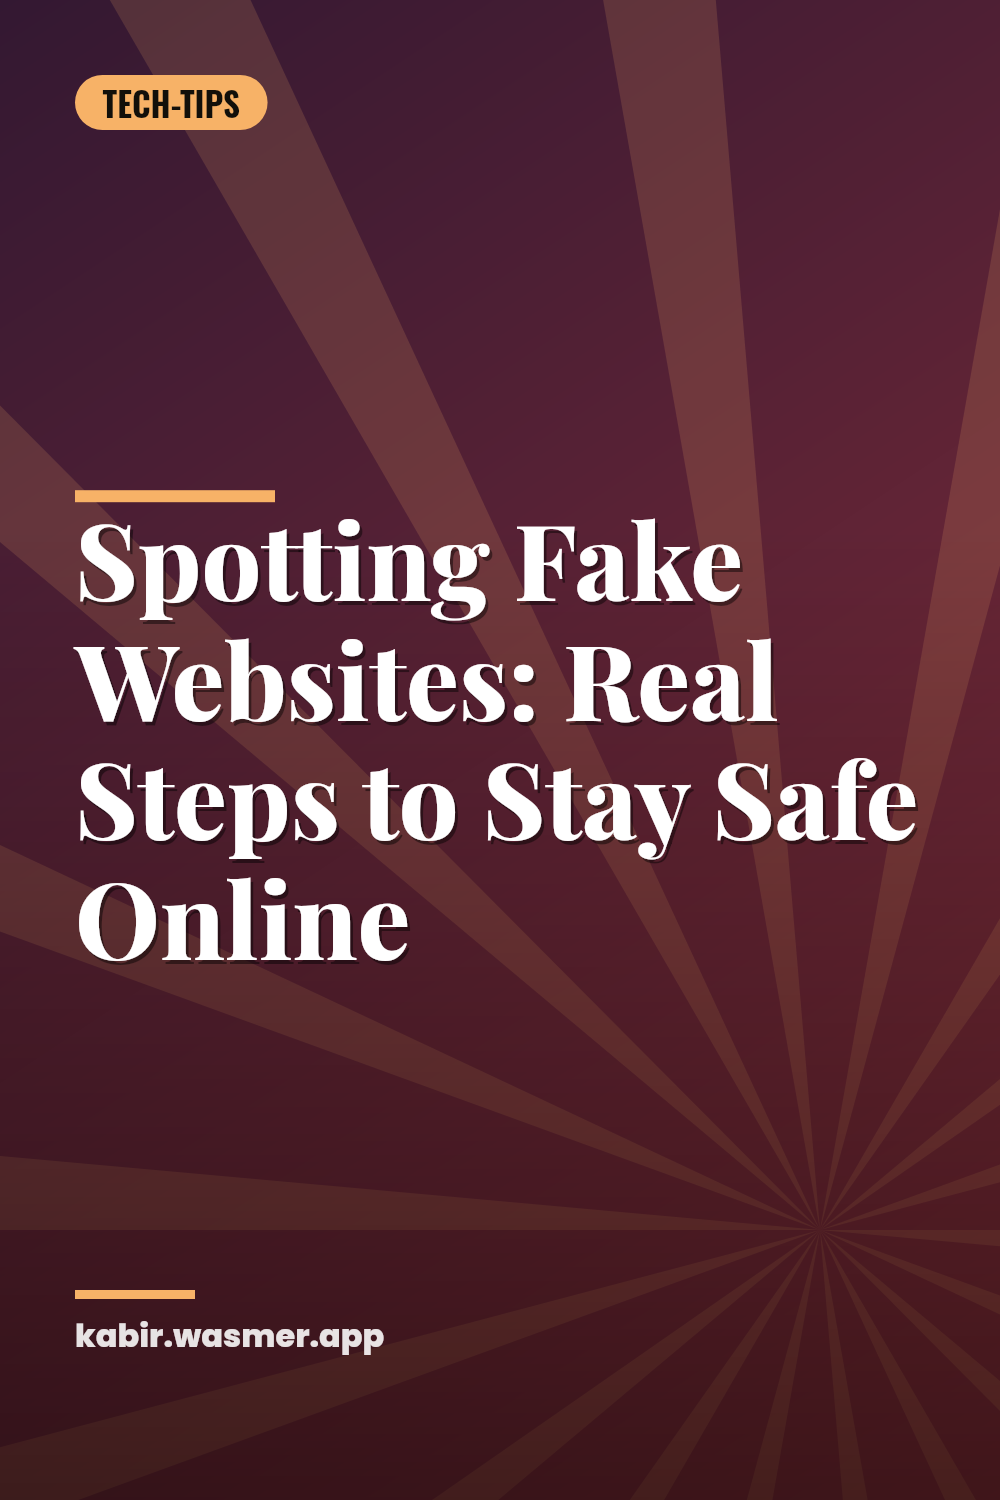 TECH-TIPS
Spotting Fake
Websites: Real
Steps to Stay Safe
Online
kabir.wasmer.app